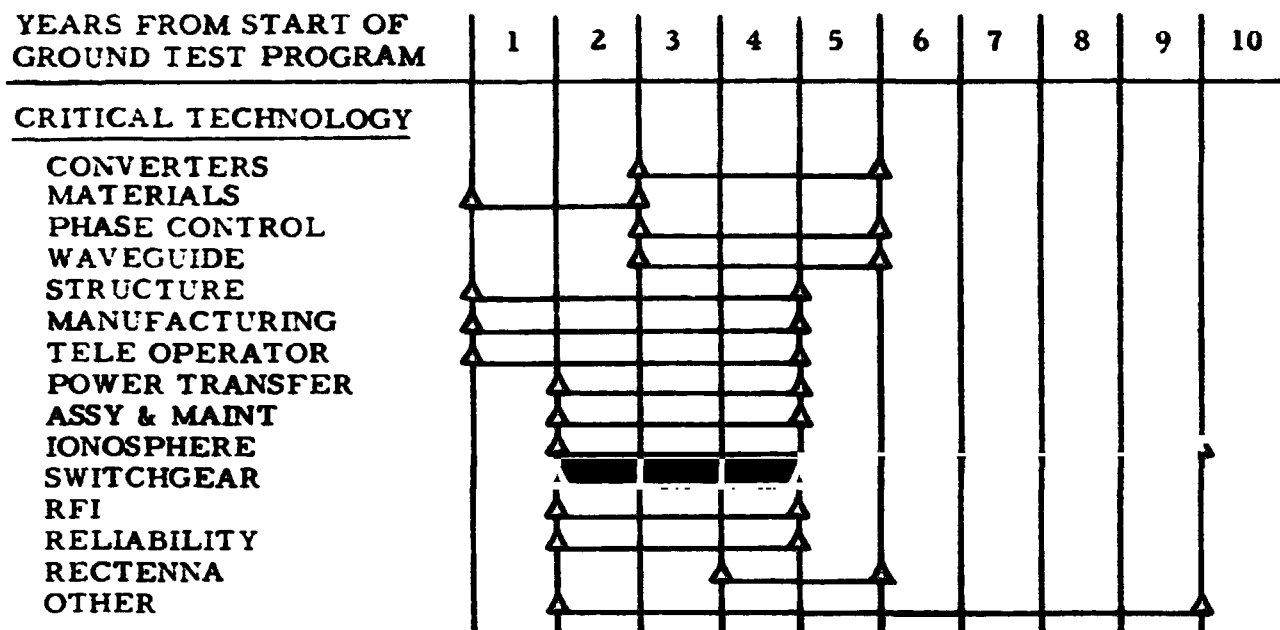 YEARS FROM START OF
GROUND TEST PROGRAM
1 2 3 4 5 6 7 8 9 10
CRITICAL TECHNOLOGY
CONVERTERS
MATERIALS
PHASE CONTROL
WAVEGUIDE
STRUCTURE
MANUFACTURING
TELE OPERATOR
POWER TRANSFER
ASSY & MAINT
IONOSPHERE
SWITCHGEAR
RFI
RELIABILITY
RECTENNA
OTHER